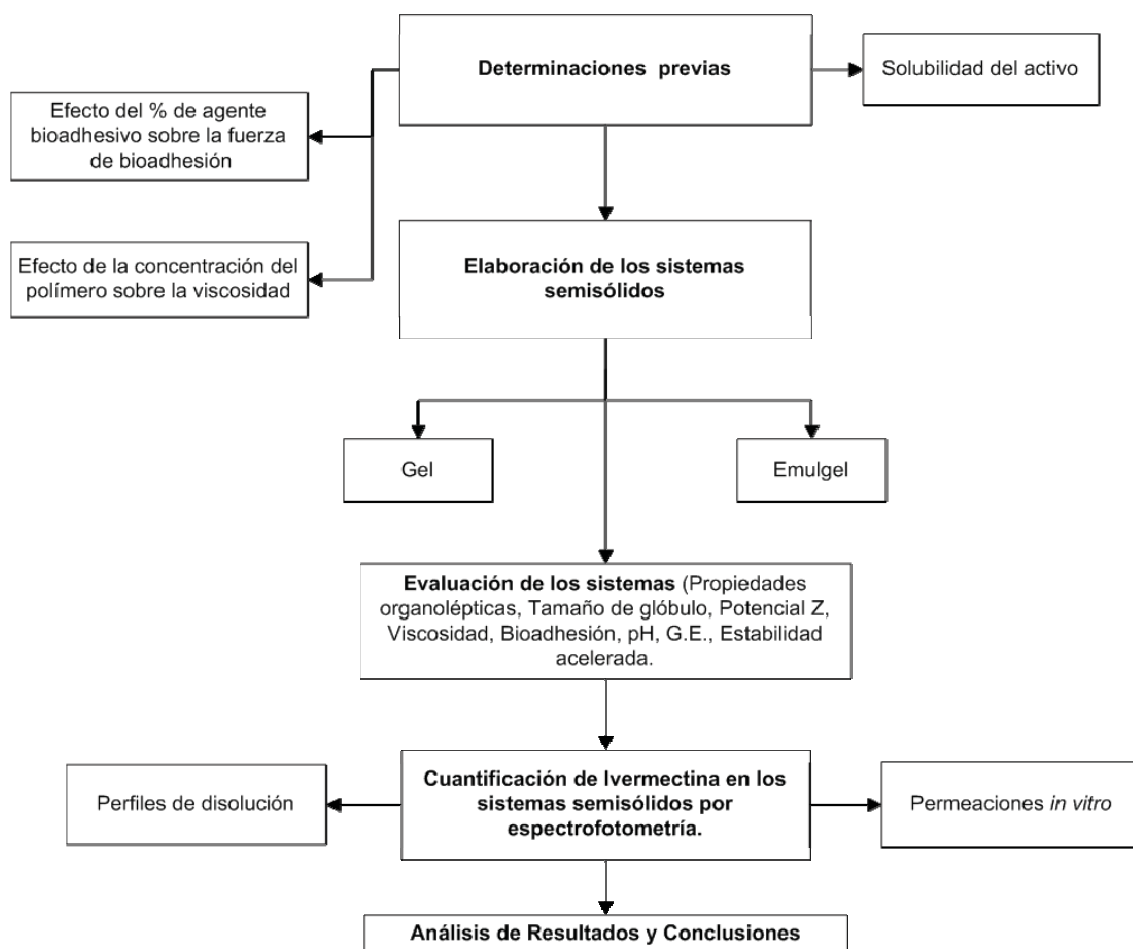 Determinaciones previas
Solubilidad del activo
Efecto del % de agente
bioadhesivo sobre la fuerza
de bioadhesión
Efecto de la concentración del
polímero sobre la viscosidad
Elaboración de los sistemas
semisólidos
Gel
Emulgel
Evaluación de los sistemas (Propiedades
organolépticas, Tamaño de glóbulo, Potencial Z,
Viscosidad, Bioadhesión, pH, G.E., Estabilidad
acelerada.
Cuantificación de Ivermectina en los
sistemas semisólidos por
espectrofotometría.
Perfiles de disolución
Permeaciones in vitro
Análisis de Resultados y Conclusiones